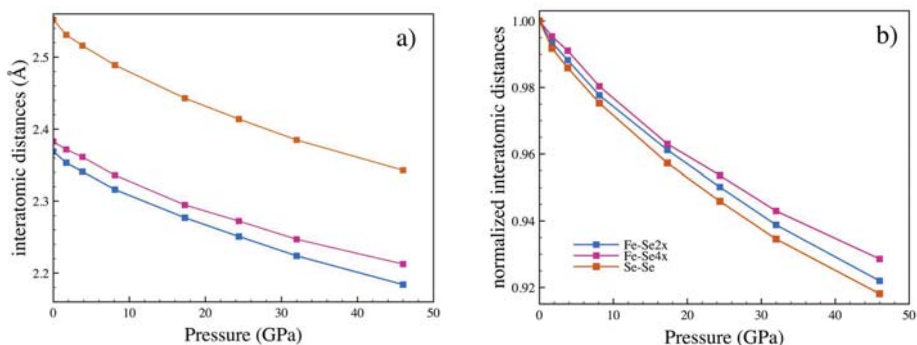 a)
interatomic distances (Å)
2.5
2.4
2.3
2.2
0
10
20
30
40
50
Pressure (GPa)
b)
normalized interatomic distances
1.00
0.98
0.96
0.94
0.92
Fe-Se2x
Fe-Se4x
Se-Se
0
10
20
30
40
50
Pressure (GPa)